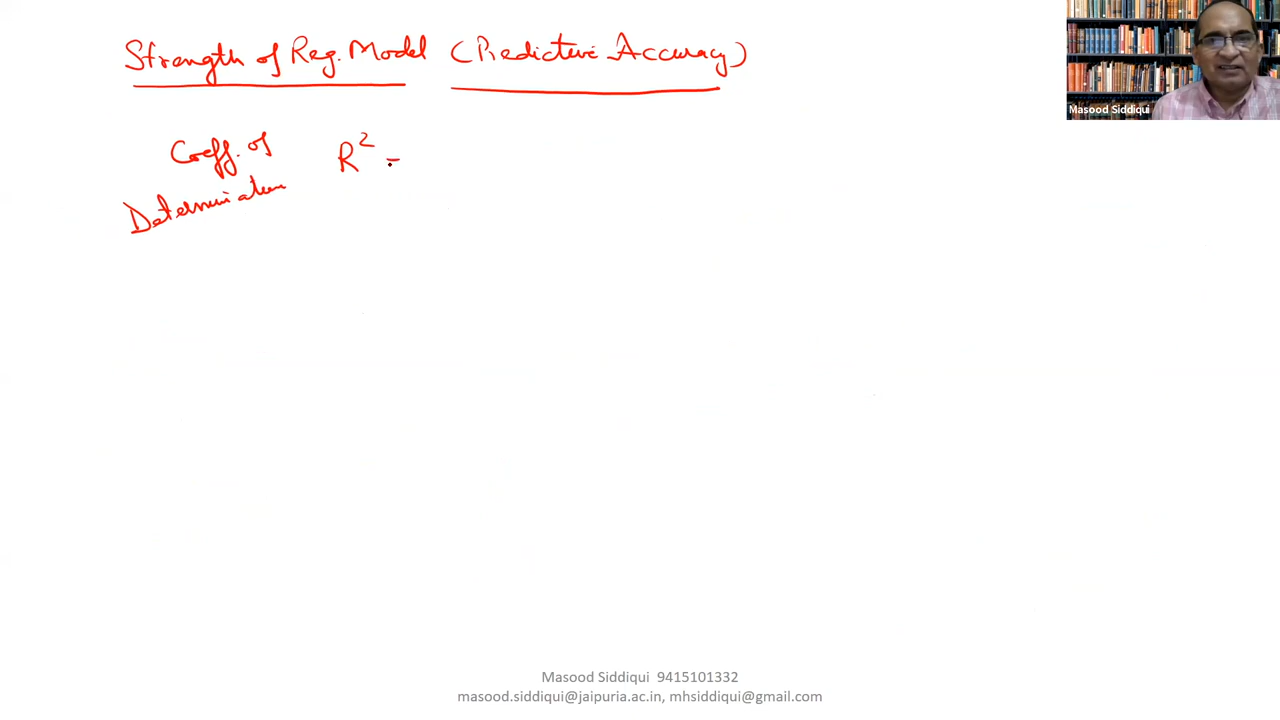 Strength of Reg. Model (Predictive Accuracy)
Coeff. of
Determination
R² =
Masood Siddiqui
Masood Siddiqui 9415101332
masood.siddiqui@jaipuria.ac.in, mhsiddiqui@gmail.com